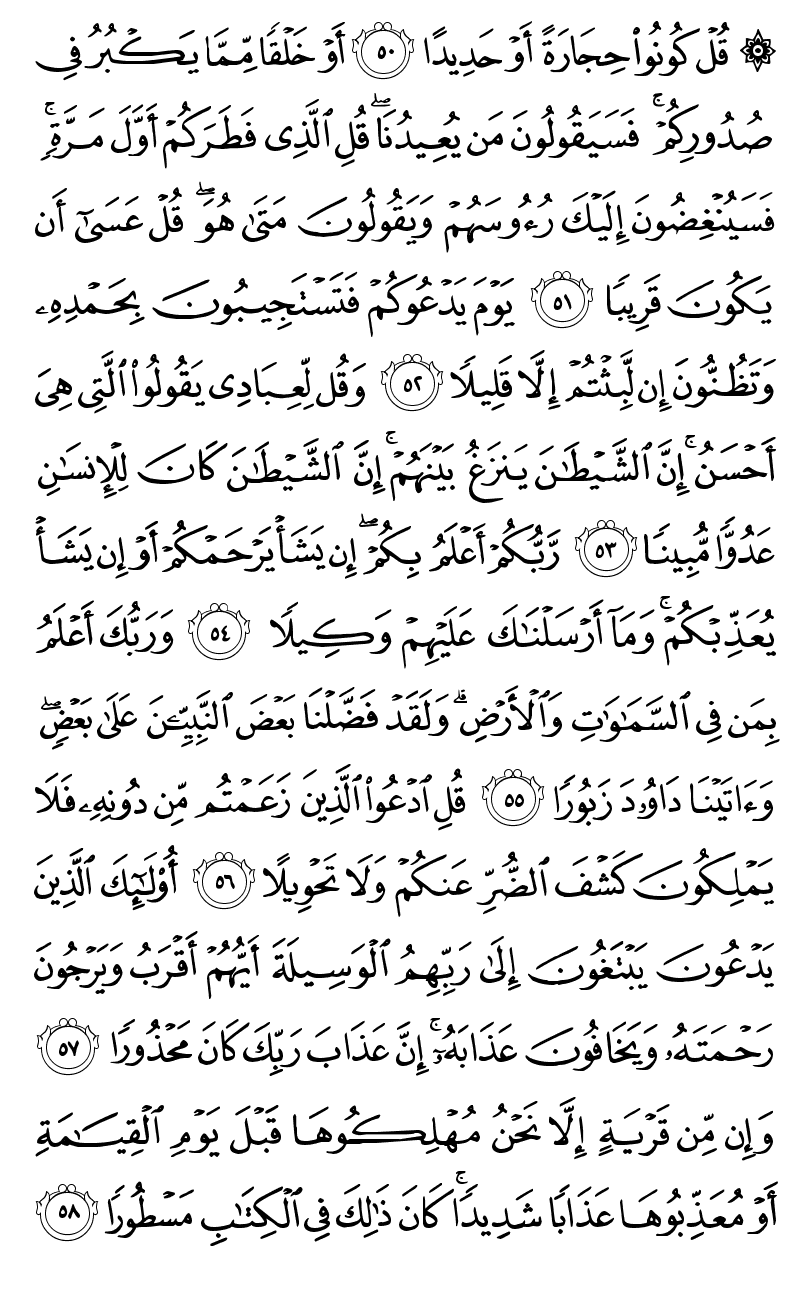 ۞ قُلۡ كُونُواْ حِجَارَةً أَوۡ حَدِيدًا ٥٠ أَوۡ خَلۡقٗا مِّمَّا يَكۡبُرُ فِي
صُدُورِكُمۡۚ فَسَيَقُولُونَ مَن يُعِيدُنَاۖ قُلِ ٱلَّذِي فَطَرَكُمۡ أَوَّلَ مَرَّةٖۚ
فَسَيُنۡغِضُونَ إِلَيۡكَ رُءُوسَهُمۡ وَيَقُولُونَ مَتَىٰ هُوَۖ قُلۡ عَسَىٰٓ أَن
يَكُونَ قَرِيبٗا ٥١ يَوۡمَ يَدۡعُوكُمۡ فَتَسۡتَجِيبُونَ بِحَمۡدِهِۦ
وَتَظُنُّونَ إِن لَّبِثۡتُمۡ إِلَّا قَلِيلٗا ٥٢ وَقُل لِّعِبَادِي يَقُولُواْ ٱلَّتِي هِيَ
أَحۡسَنُۚ إِنَّ ٱلشَّيۡطَٰنَ يَنزَغُ بَيۡنَهُمۡۚ إِنَّ ٱلشَّيۡطَٰنَ كَانَ لِلۡإِنسَٰنِ
عَدُوّٗا مُّبِينٗا ٥٣ رَّبُّكُمۡ أَعۡلَمُ بِكُمۡۖ إِن يَشَأۡ يَرۡحَمۡكُمۡ أَوۡ إِن يَشَأۡ
يُعَذِّبۡكُمۡۚ وَمَآ أَرۡسَلۡنَٰكَ عَلَيۡهِمۡ وَكِيلٗا ٥٤ وَرَبُّكَ أَعۡلَمُ
بِمَن فِي ٱلسَّمَٰوَٰتِ وَٱلۡأَرۡضِۗ وَلَقَدۡ فَضَّلۡنَا بَعۡضَ ٱلنَّبِيِّـۧنَ عَلَىٰ بَعۡضٖۖ
وَءَاتَيۡنَا دَاوُۥدَ زَبُورٗا ٥٥ قُلِ ٱدۡعُواْ ٱلَّذِينَ زَعَمۡتُم مِّن دُونِهِۦ فَلَا
يَمۡلِكُونَ كَشۡفَ ٱلضُّرِّ عَنكُمۡ وَلَا تَحۡوِيلًا ٥٦ أُوْلَٰٓئِكَ ٱلَّذِينَ
يَدۡعُونَ يَبۡتَغُونَ إِلَىٰ رَبِّهِمُ ٱلۡوَسِيلَةَ أَيُّهُمۡ أَقۡرَبُ وَيَرۡجُونَ
رَحۡمَتَهُۥ وَيَخَافُونَ عَذَابَهُۥٓۚ إِنَّ عَذَابَ رَبِّكَ كَانَ مَحۡذُورٗا ٥٧
وَإِن مِّن قَرۡيَةٍ إِلَّا نَحۡنُ مُهۡلِكُوهَا قَبۡلَ يَوۡمِ ٱلۡقِيَٰمَةِ
أَوۡ مُعَذِّبُوهَا عَذَابٗا شَدِيدٗاۚ كَانَ ذَٰلِكَ فِي ٱلۡكِتَٰبِ مَسۡطُورٗا ٥٨